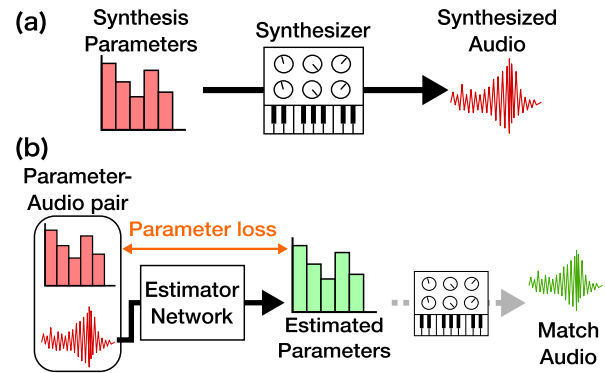 (a)
Synthesis
Parameters
Synthesizer
Synthesized
Audio
(b)
Parameter-
Audio pair
Parameter loss
Estimator
Network
Estimated
Parameters
Match
Audio